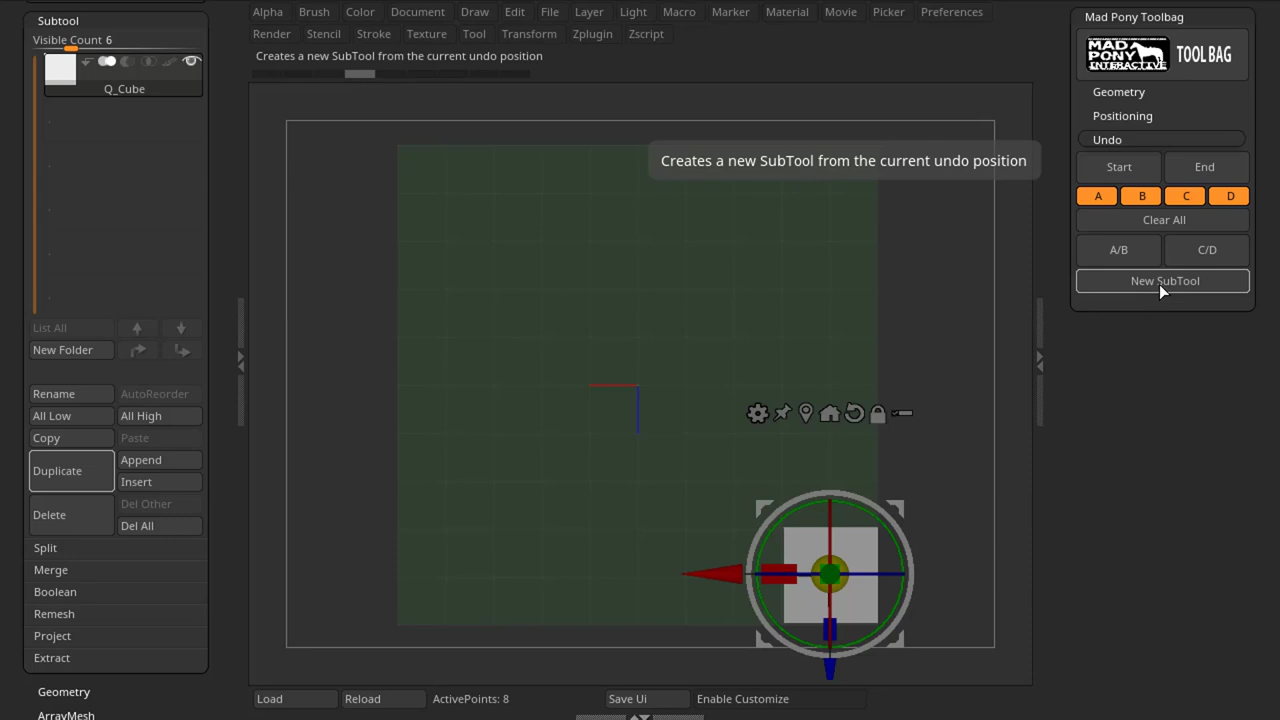 Subtool
Visible Count 6
Q_Cube
List All
New Folder
Rename AutoReorder
All Low All High
Copy Paste
Duplicate Append
Insert
Delete Del Other
Del All
Split
Merge
Boolean
Remesh
Project
Extract
Geometry
ArrayMesh
Alpha Brush Color Document Draw Edit File Layer Light Macro Marker Material Movie Picker Preferences
Render Stencil Stroke Texture Tool Transform Zplugin Zscript
Creates a new SubTool from the current undo position
Creates a new SubTool from the current undo position
Load Reload ActivePoints: 8 Save Ui Enable Customize
Mad Pony Toolbag
MAD
PONY
INTERACTIVE
TOOL BAG
Geometry
Positioning
Undo
Start End
A B C D
Clear All
A/B C/D
New SubTool